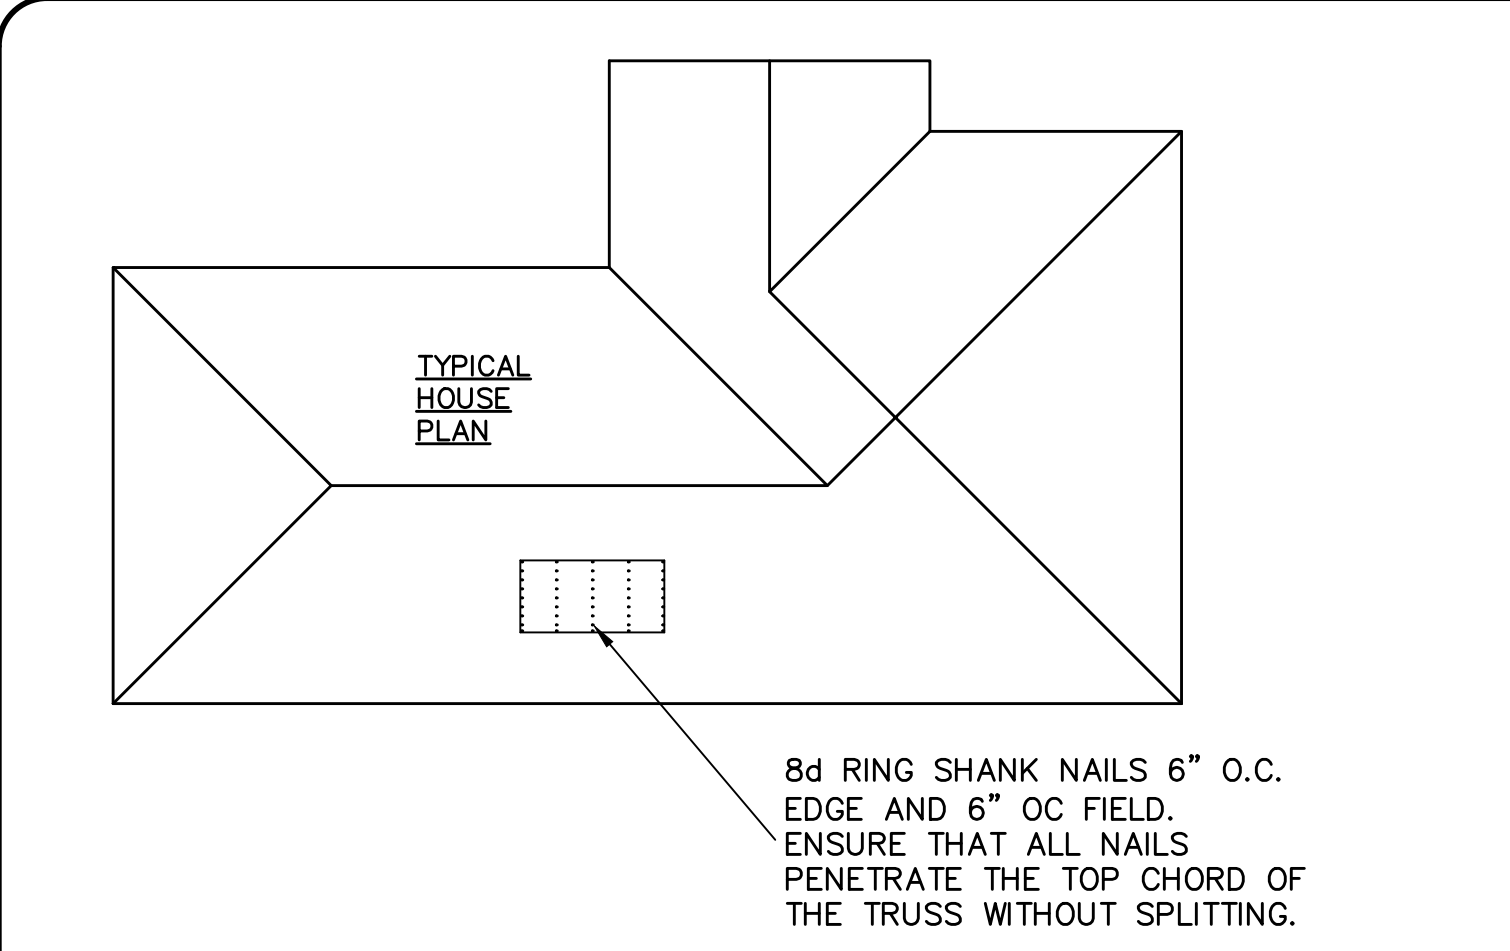 TYPICAL
HOUSE
PLAN
8d RING SHANK NAILS 6” O.C.
EDGE AND 6” OC FIELD.
ENSURE THAT ALL NAILS
PENETRATE THE TOP CHORD OF
THE TRUSS WITHOUT SPLITTING.